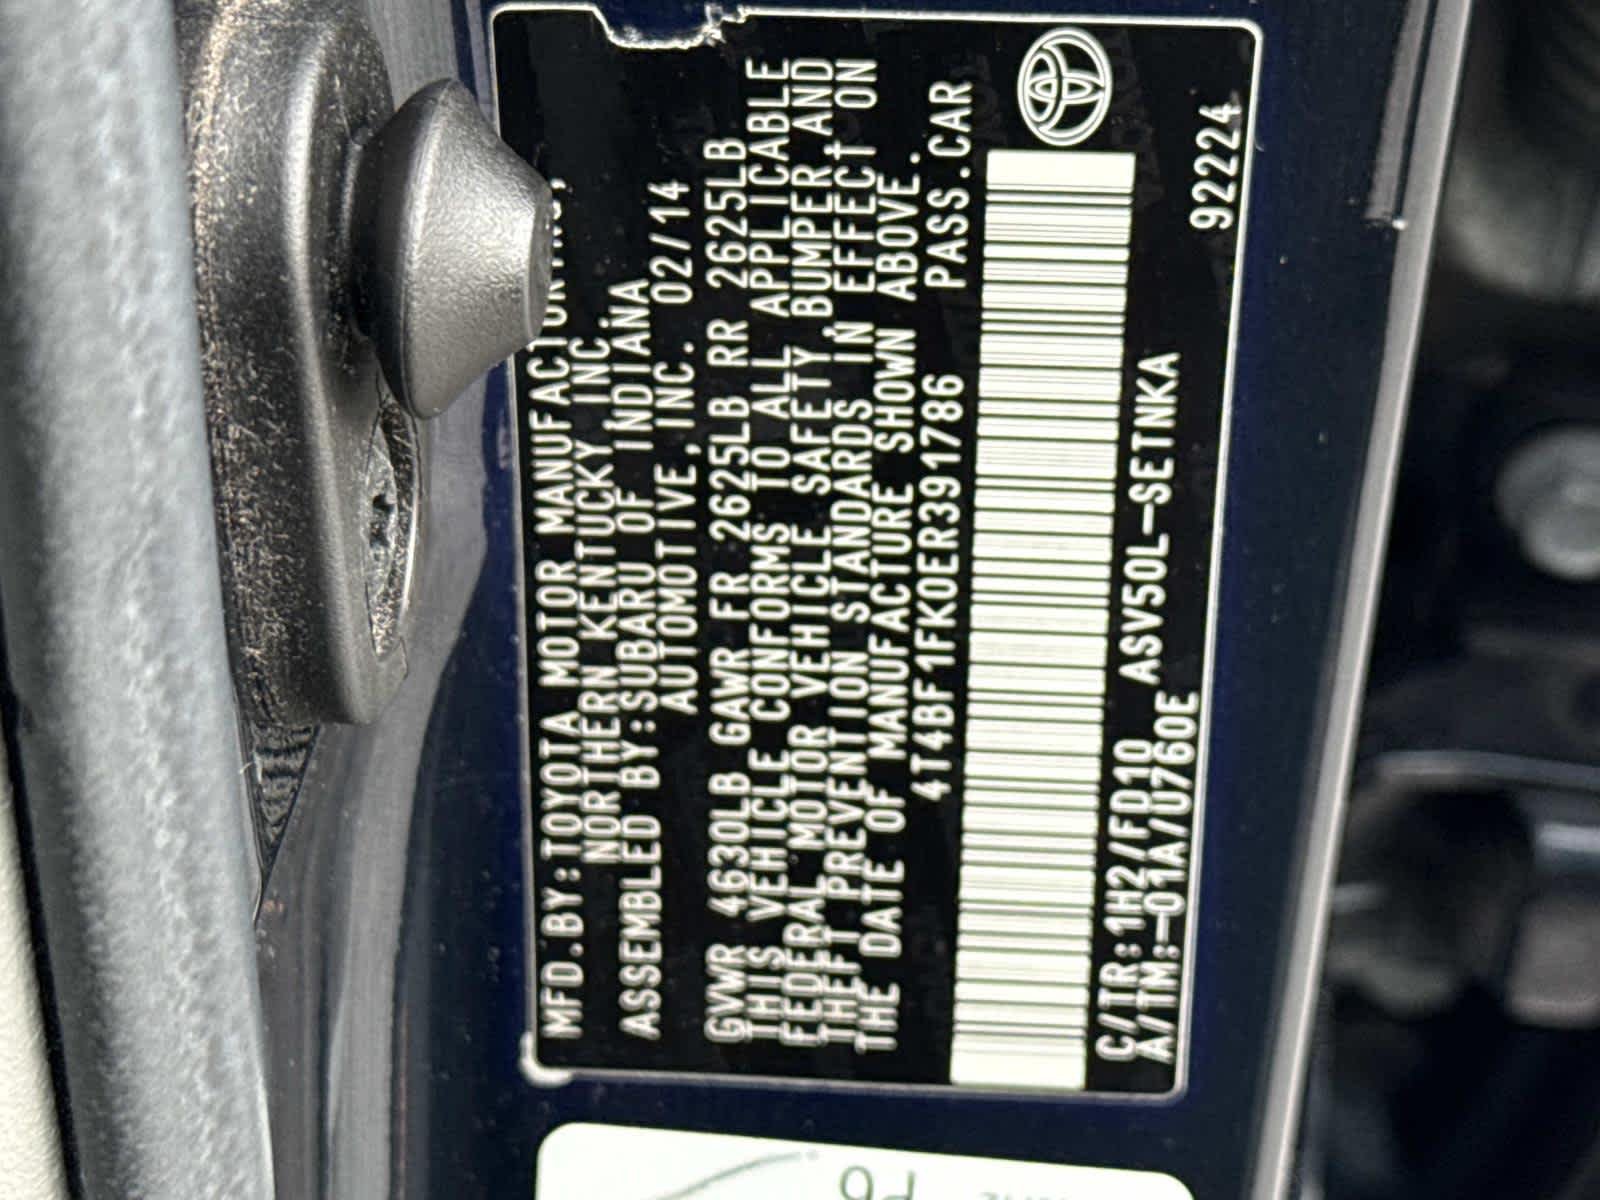 MFD.BY:TOYOTA MOTOR MANUFACTURING,
NORTHERN KENTUCKY INC.
ASSEMBLED BY:SUBARU OF INDIANA
AUTOMOTIVE,INC. 02/14
GVWR 4630LB GAWR FR 2625LB RR 2625LB
THIS VEHICLE CONFORMS TO ALL APPLICABLE
FEDERAL MOTOR VEHICLE SAFETY,BUMPER AND
THEFT PREVENTION STANDARDS IN EFFECT ON
THE DATE OF MANUFACTURE SHOWN ABOVE.
4T4BF1FK0ER391786 PASS.CAR
C/TR:1H2/FD10 ASV50L-SETNKA
A/TM:-01A/U760E
92224